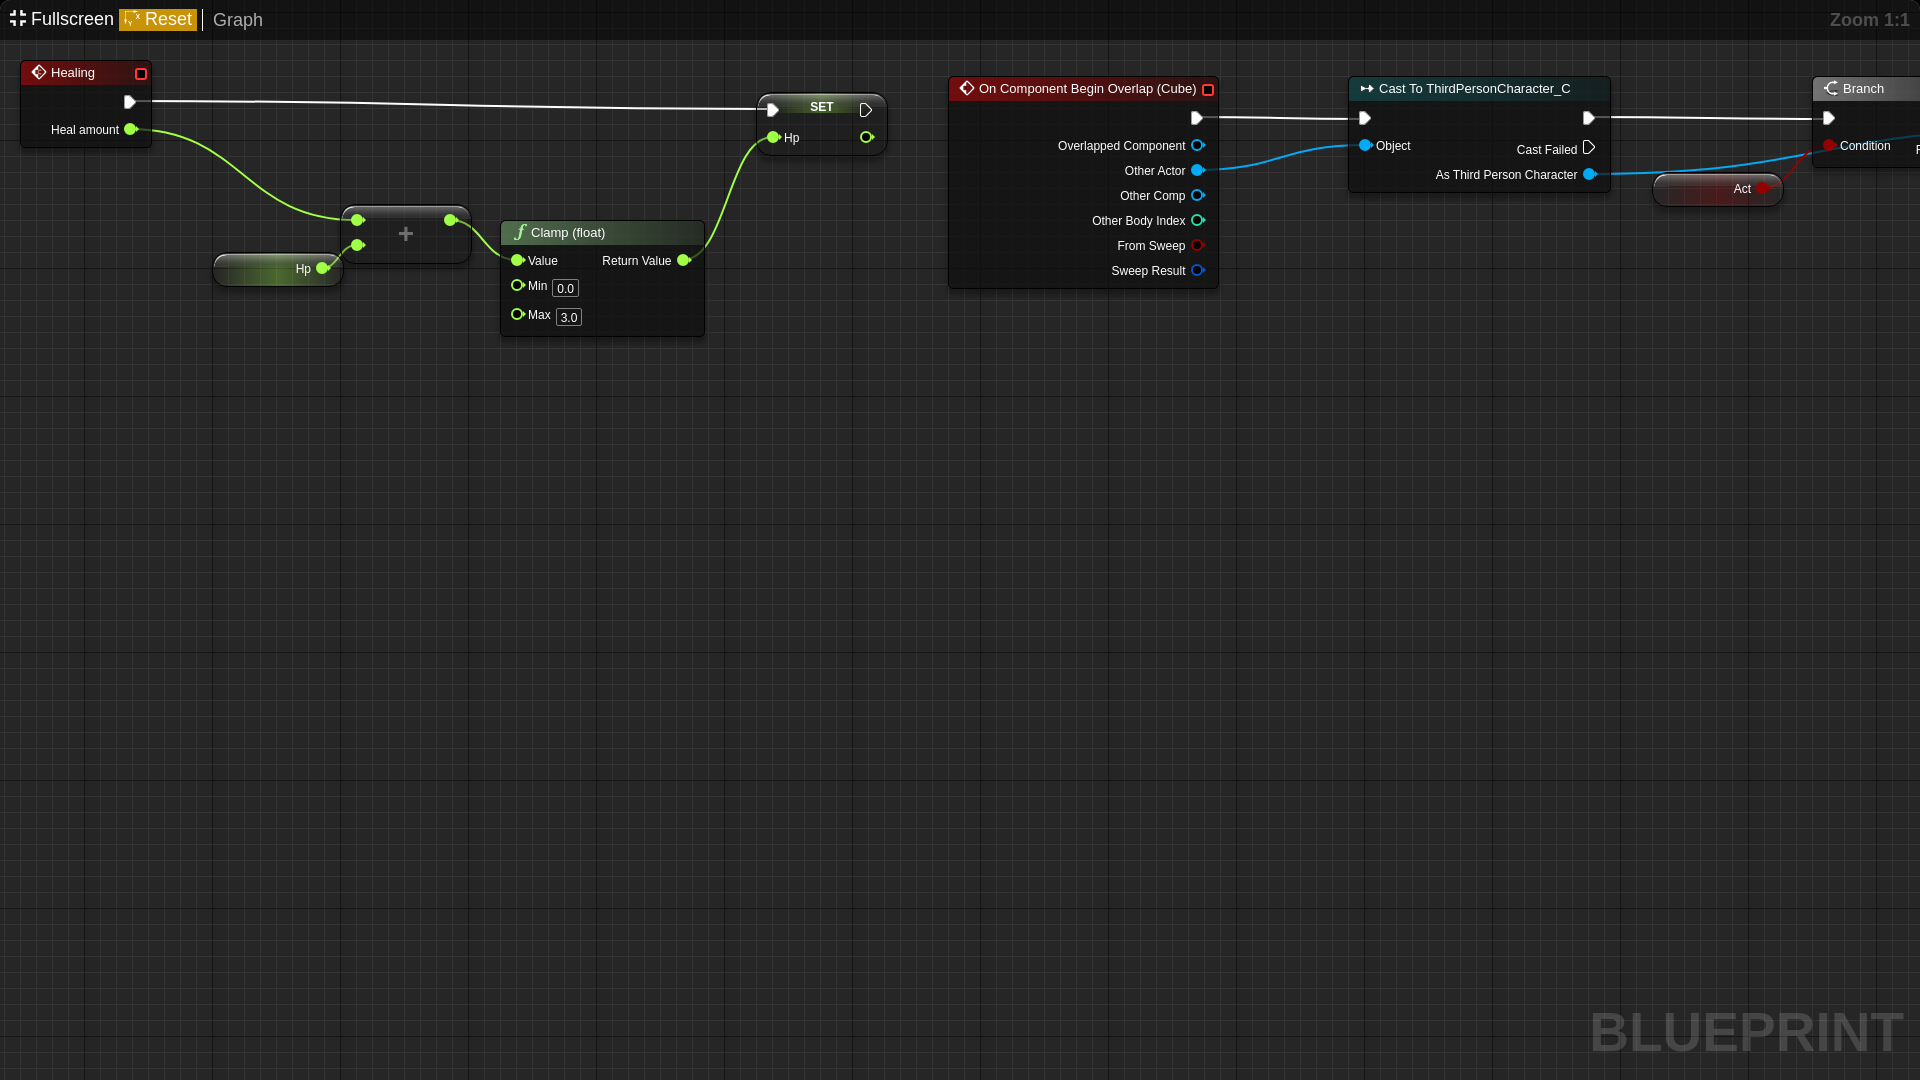 Fullscreen Reset Graph Zoom 1:1
Healing
Heal amount
Hp
+
Clamp (float)
Value Return Value
Min 0.0
Max 3.0
SET
Hp
On Component Begin Overlap (Cube)
Overlapped Component
Other Actor
Other Comp
Other Body Index
From Sweep
Sweep Result
Cast To ThirdPersonCharacter_C
Object Cast Failed
As Third Person Character
Act
Branch
Condition
BLUEPRINT